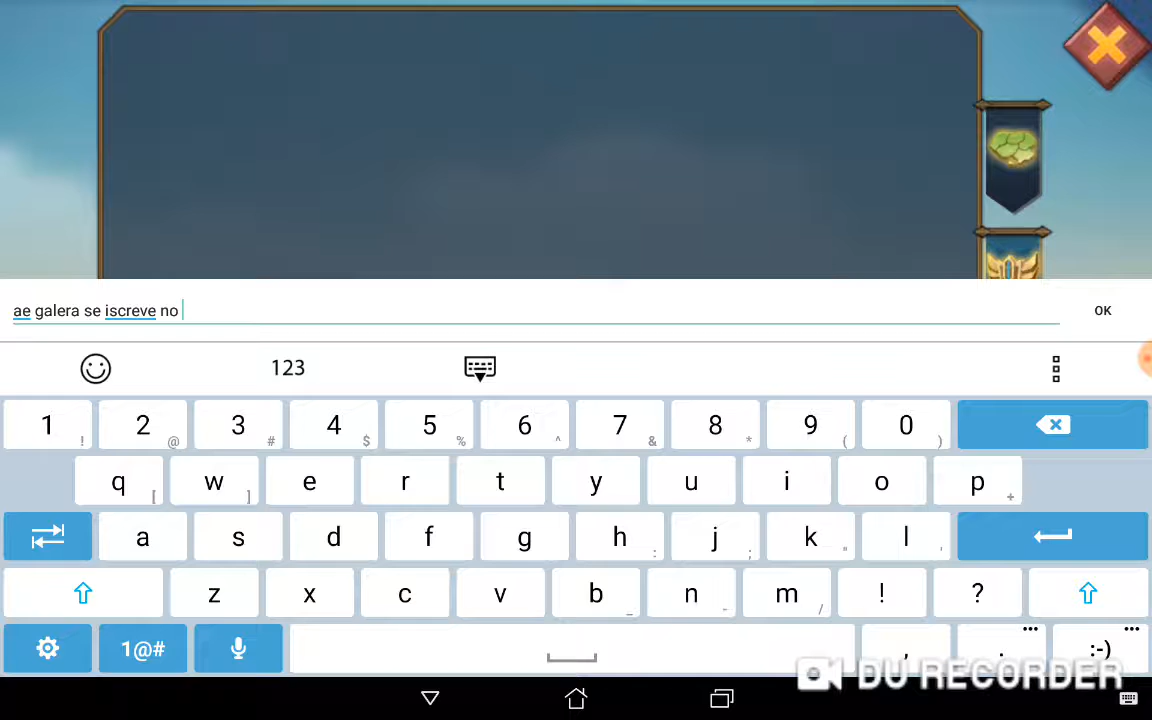 ae galera se iscreve no
OK
123
1 ! 2 @ 3 # 4 $ 5 % 6 ^ 7 & 8 * 9 ( 0 )
q [ w ] e r t y u i o p +
a s d f g h : j ; k " l '
z x c v b _ n - m / ! ?
1@# , . ... :-) ...
DU RECORDER